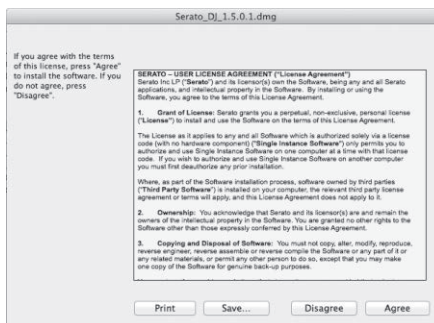 Serato_DJ_1.5.0.1.dmg
If you agree with the terms
of this license, press "Agree"
to install the software. If you
do not agree, press
"Disagree".
SERATO – USER LICENSE AGREEMENT ("License Agreement")
Serato Inc LP ("Serato") and its licensor(s) own the Software, being any and all Serato
applications, and intellectual property in the Software. By installing or using the
Software, you agree to the terms of this License Agreement.
1. Grant of License: Serato grants you a perpetual, non-exclusive, personal license
("License") to install and use the Software on the terms of this License Agreement.
The License as it applies to any and all Software which is authorized solely via a license
code (with no hardware component) ("Single Instance Software") only permits you to
authorize and use Single Instance Software on one computer at a time with that license
code. If you wish to authorize and use Single Instance Software on another computer
you must first deauthorize any prior installation.
Where, as part of the Software installation process, software owned by third parties
("Third Party Software") is installed on your computer, the relevant third party license
agreement or terms will apply, and this License Agreement does not apply to it.
2. Ownership: You acknowledge that Serato and its licensor(s) are and remain the
owners of the intellectual property in the Software. You are granted no other rights to the
Software other than those expressly conferred by this License Agreement.
3. Copying and Disposal of Software: You must not copy, alter, modify, reproduce,
reverse engineer, reverse assemble or reverse compile the Software or any part of it or
any related materials, or permit any other person to do so, except that you may make
one copy of the Software for genuine back-up purposes.
Print
Save...
Disagree
Agree